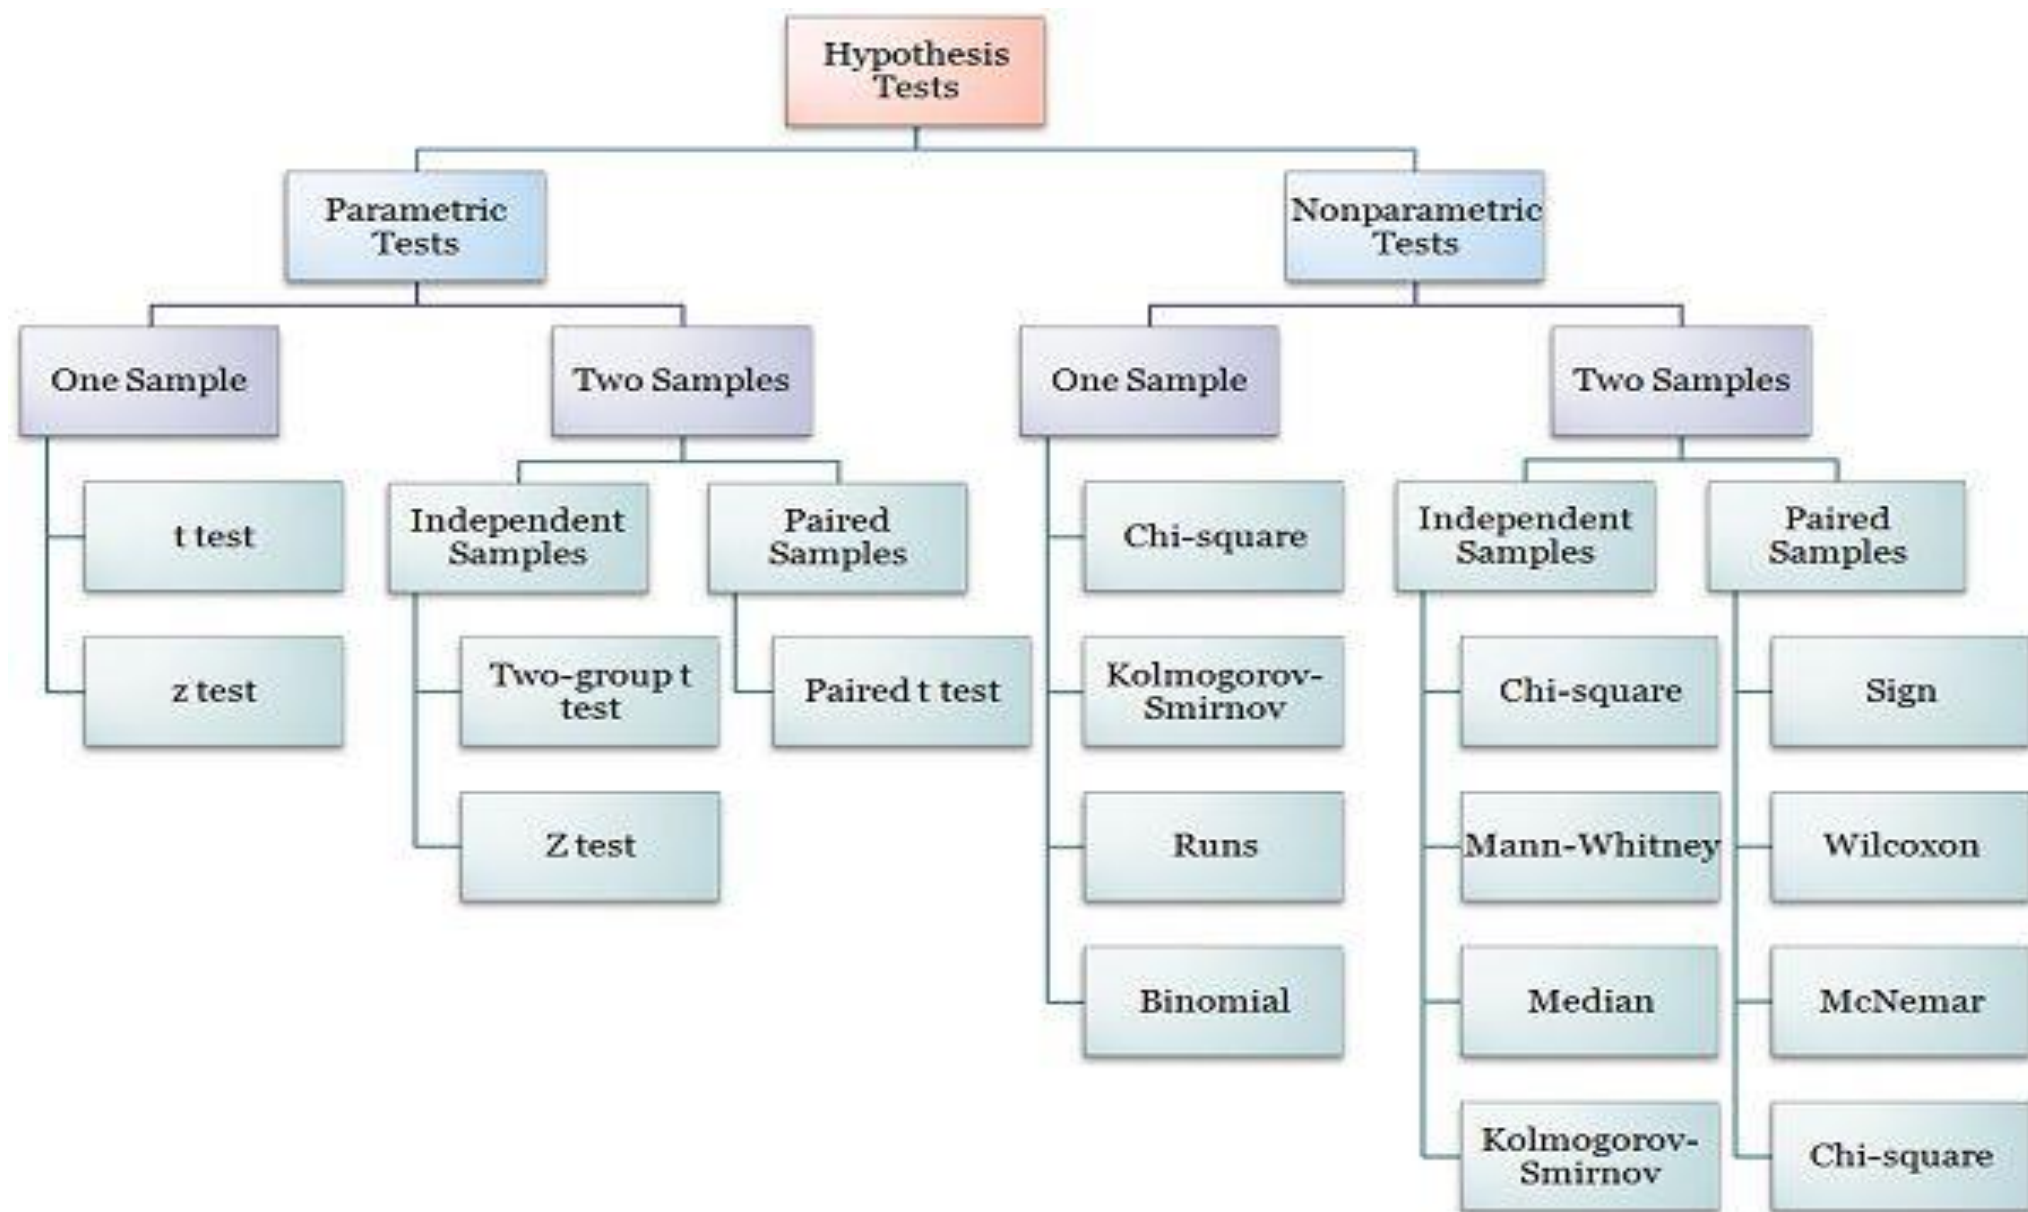 Hypothesis
Tests
Parametric
Tests
Nonparametric
Tests
One Sample
Two Samples
One Sample
Two Samples
t test
Independent
Samples
Paired
Samples
Chi-square
Independent
Samples
Paired
Samples
z test
Two-group t
test
Paired t test
Kolmogorov-
Smirnov
Chi-square
Sign
Z test
Runs
Mann-Whitney
Wilcoxon
Binomial
Median
McNemar
Kolmogorov-
Smirnov
Chi-square